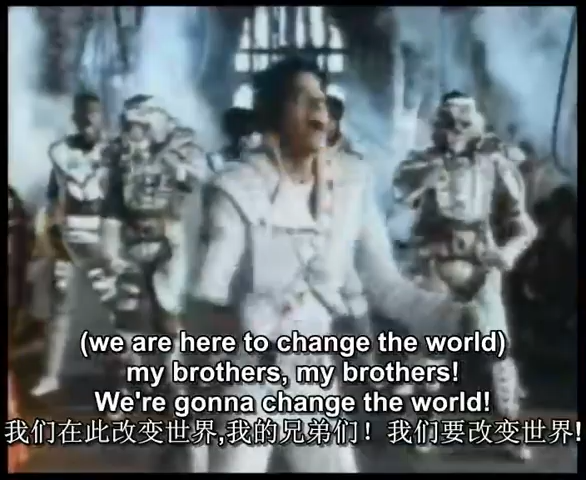 (we are here to change the world)
my brothers, my brothers!
We're gonna change the world!
我们在此改变世界,我的兄弟们！我们要改变世界!